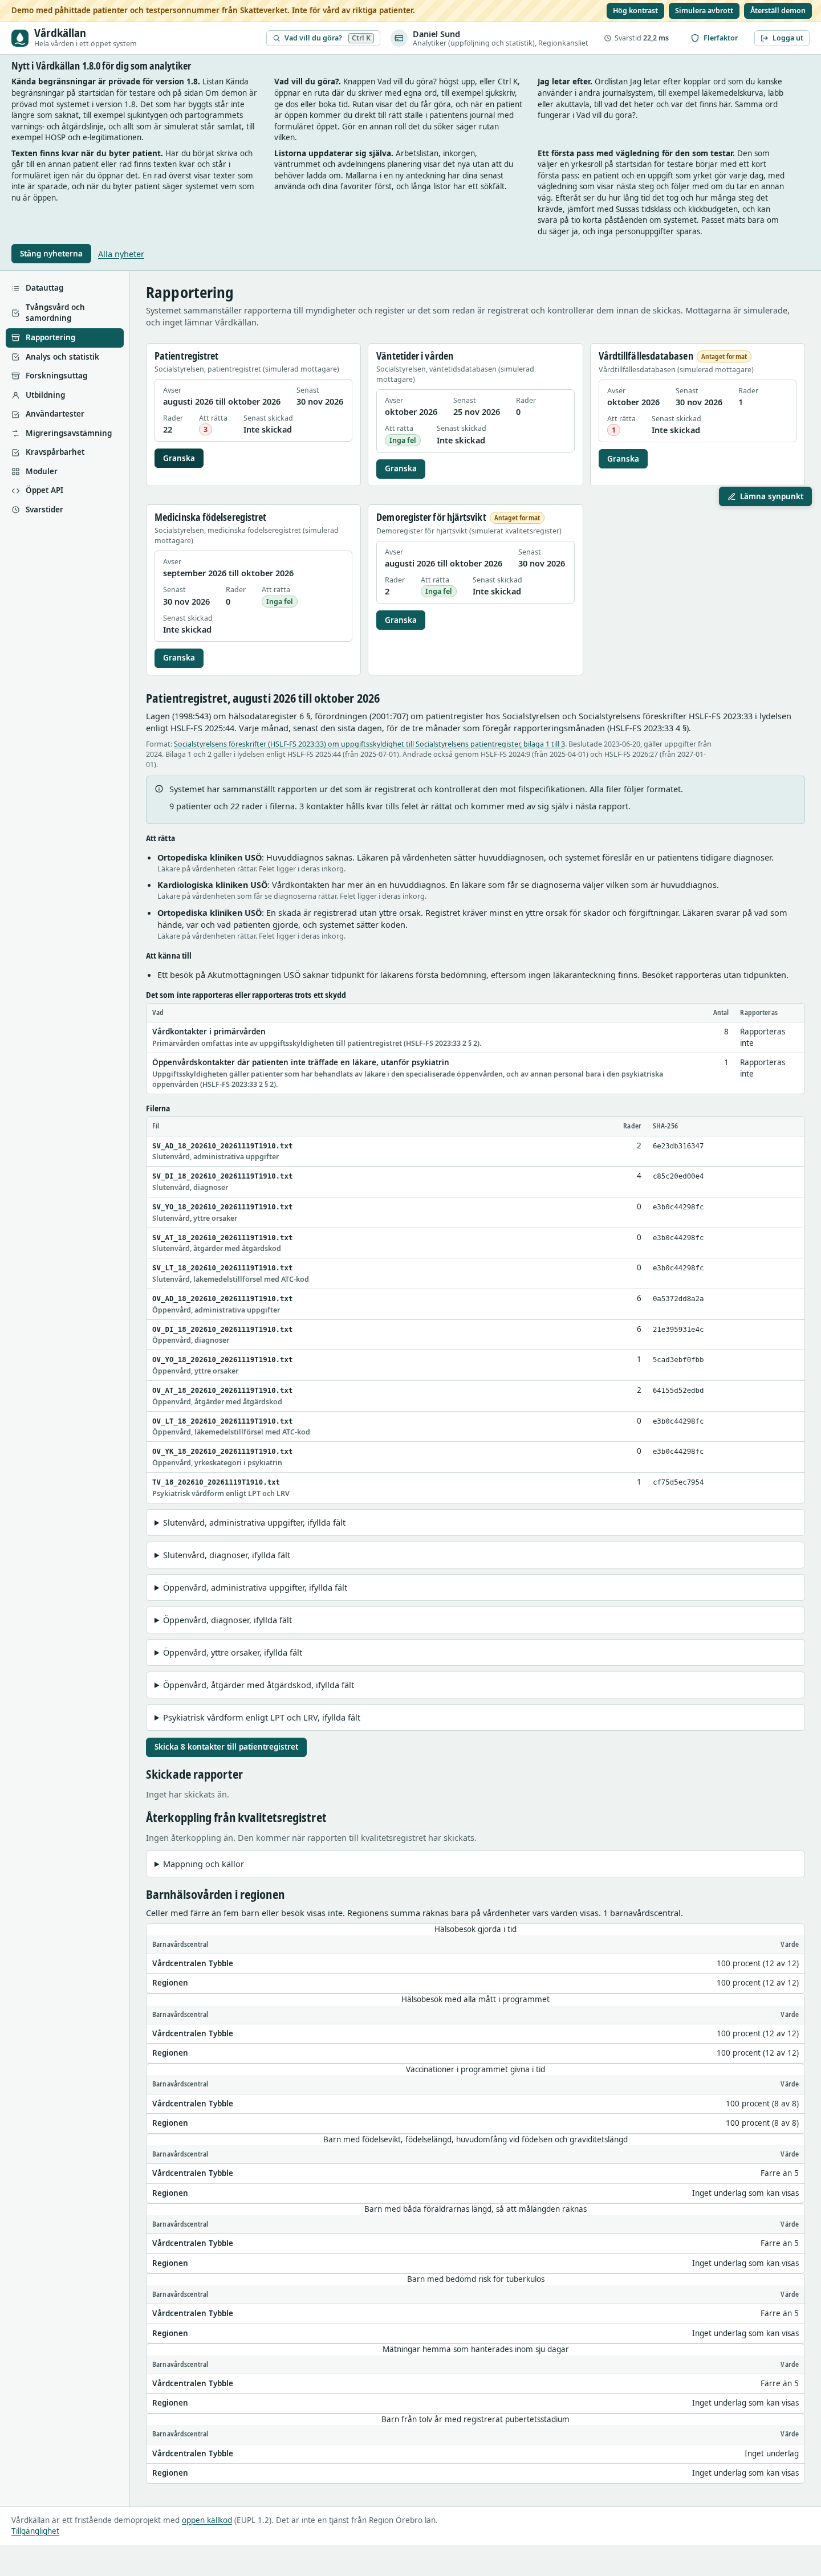 Demo med påhittade patienter och testpersonnummer från Skatteverket. Inte för vård av riktiga patienter.
Hög kontrast
Simulera avbrott
Återställ demon
Vårdkällan
Hela vården i ett öppet system
Vad vill du göra?
Ctrl K
Daniel Sund
Analytiker (uppföljning och statistik), Regionkansliet
Svarstid 22,2 ms
Flerfaktor
Logga ut
Nytt i Vårdkällan 1.8.0 för dig som analytiker
Kända begränsningar är prövade för version 1.8. Listan Kända
begränsningar på startsidan för testare och på sidan Om demon är
prövad mot systemet i version 1.8. Det som har byggts står inte
längre som saknat, till exempel sjukintygen och partogrammets
varnings- och åtgärdslinje, och allt som är simulerat står samlat, till
exempel HOSP och e-legitimationen.
Vad vill du göra?. Knappen Vad vill du göra? högst upp, eller Ctrl K,
öppnar en ruta där du skriver med egna ord, till exempel sjukskriv,
ge dos eller boka tid. Rutan visar det du får göra, och när en patient
är öppen kommer du direkt till rätt ställe i patientens journal med
formuläret öppet. Gör en annan roll det du söker säger rutan
vilken.
Jag letar efter. Ordlistan Jag letar efter kopplar ord som du kanske
använder i andra journalsystem, till exempel läkemedelskurva, labb
eller akuttavla, till vad det heter och var det finns här. Samma ord
fungerar i Vad vill du göra?.
Texten finns kvar när du byter patient. Har du börjat skriva och
går till en annan patient eller rad finns texten kvar och står i
formuläret igen när du öppnar det. En rad överst visar texter som
inte är sparade, och när du byter patient säger systemet vem som
nu är öppen.
Listorna uppdaterar sig själva. Arbetslistan, inkorgen,
väntrummet och avdelningens planering visar det nya utan att du
behöver ladda om. Mallarna i en ny anteckning har dina senast
använda och dina favoriter först, och långa listor har ett sökfält.
Ett första pass med vägledning för den som testar. Den som
väljer en yrkesroll på startsidan för testare börjar med ett kort
första pass: en patient och en uppgift som yrket gör varje dag, med
vägledning som visar nästa steg och följer med om du tar en annan
väg. Efteråt ser du hur lång tid det tog och hur många steg det
krävde, jämfört med Sussas tidsklass och klickbudgeten, och kan
svara på tio korta påståenden om systemet. Passet mäts bara om
du säger ja, och inga personuppgifter sparas.
Stäng nyheterna
Alla nyheter
Datauttag
Tvångsvård och
samordning
Rapportering
Analys och statistik
Forskningsuttag
Utbildning
Användartester
Migreringsavstämning
Kravspårbarhet
Moduler
Öppet API
Svarstider
Rapportering
Systemet sammanställer rapporterna till myndigheter och register ur det som redan är registrerat och kontrollerar dem innan de skickas. Mottagarna är simulerade,
och inget lämnar Vårdkällan.
Patientregistret
Socialstyrelsen, patientregistret (simulerad mottagare)
Avser
augusti 2026 till oktober 2026
Senast
30 nov 2026
Rader
22
Att rätta
3
Senast skickad
Inte skickad
Granska
Väntetider i vården
Socialstyrelsen, väntetidsdatabasen (simulerad
mottagare)
Avser
oktober 2026
Senast
25 nov 2026
Rader
0
Att rätta
Inga fel
Senast skickad
Inte skickad
Granska
Vårdtillfällesdatabasen
Antaget format
Vårdtillfällesdatabasen (simulerad mottagare)
Avser
oktober 2026
Senast
30 nov 2026
Rader
1
Att rätta
1
Senast skickad
Inte skickad
Granska
Lämna synpunkt
Medicinska födelseregistret
Socialstyrelsen, medicinska födelseregistret (simulerad
mottagare)
Avser
september 2026 till oktober 2026
Senast
30 nov 2026
Rader
0
Att rätta
Inga fel
Senast skickad
Inte skickad
Granska
Demoregister för hjärtsvikt
Antaget format
Demoregister för hjärtsvikt (simulerat kvalitetsregister)
Avser
augusti 2026 till oktober 2026
Senast
30 nov 2026
Rader
2
Att rätta
Inga fel
Senast skickad
Inte skickad
Granska
Patientregistret, augusti 2026 till oktober 2026
Lagen (1998:543) om hälsodataregister 6 §, förordningen (2001:707) om patientregister hos Socialstyrelsen och Socialstyrelsens föreskrifter HSLF-FS 2023:33 i lydelsen
enligt HSLF-FS 2025:44. Varje månad, senast den sista dagen, för de tre månader som föregår rapporteringsmånaden (HSLF-FS 2023:33 4 §).
Format: Socialstyrelsens föreskrifter (HSLF-FS 2023:33) om uppgiftsskyldighet till Socialstyrelsens patientregister, bilaga 1 till 3. Beslutade 2023-06-20, gäller uppgifter från
2024. Bilaga 1 och 2 gäller i lydelsen enligt HSLF-FS 2025:44 (från 2025-07-01). Ändrade också genom HSLF-FS 2024:9 (från 2025-04-01) och HSLF-FS 2026:27 (från 2027-01-
01).
Systemet har sammanställt rapporten ur det som är registrerat och kontrollerat den mot filspecifikationen. Alla filer följer formatet.
9 patienter och 22 rader i filerna. 3 kontakter hålls kvar tills felet är rättat och kommer med av sig själv i nästa rapport.
Att rätta
• Ortopediska kliniken USÖ: Huvuddiagnos saknas. Läkaren på vårdenheten sätter huvuddiagnosen, och systemet föreslår en ur patientens tidigare diagnoser.
Läkare på vårdenheten rättar. Felet ligger i deras inkorg.
• Kardiologiska kliniken USÖ: Vårdkontakten har mer än en huvuddiagnos. En läkare som får se diagnoserna väljer vilken som är huvuddiagnos.
Läkare på vårdenheten som får se diagnoserna rättar. Felet ligger i deras inkorg.
• Ortopediska kliniken USÖ: En skada är registrerad utan yttre orsak. Registret kräver minst en yttre orsak för skador och förgiftningar. Läkaren svarar på vad som
hände, var och vad patienten gjorde, och systemet sätter koden.
Läkare på vårdenheten rättar. Felet ligger i deras inkorg.
Att känna till
• Ett besök på Akutmottagningen USÖ saknar tidpunkt för läkarens första bedömning, eftersom ingen läkaranteckning finns. Besöket rapporteras utan tidpunkten.
Det som inte rapporteras eller rapporteras trots ett skydd
Vad
Antal
Rapporteras
Vårdkontakter i primärvården
Primärvården omfattas inte av uppgiftsskyldigheten till patientregistret (HSLF-FS 2023:33 2 § 2).
8
Rapporteras
inte
Öppenvårdskontakter där patienten inte träffade en läkare, utanför psykiatrin
Uppgiftsskyldigheten gäller patienter som har behandlats av läkare i den specialiserade öppenvården, och av annan personal bara i den psykiatriska
öppenvården (HSLF-FS 2023:33 2 § 2).
1
Rapporteras
inte
Filerna
Fil
Rader
SHA-256
SV_AD_18_202610_20261119T1910.txt
2
6e23db316347
Slutenvård, administrativa uppgifter
SV_DI_18_202610_20261119T1910.txt
4
c85c20ed00e4
Slutenvård, diagnoser
SV_YO_18_202610_20261119T1910.txt
0
e3b0c44298fc
Slutenvård, yttre orsaker
SV_AT_18_202610_20261119T1910.txt
0
e3b0c44298fc
Slutenvård, åtgärder med åtgärdskod
SV_LT_18_202610_20261119T1910.txt
0
e3b0c44298fc
Slutenvård, läkemedelstillförsel med ATC-kod
OV_AD_18_202610_20261119T1910.txt
6
0a5372dd8a2a
Öppenvård, administrativa uppgifter
OV_DI_18_202610_20261119T1910.txt
6
21e395931e4c
Öppenvård, diagnoser
OV_YO_18_202610_20261119T1910.txt
1
5cad3ebf0fbb
Öppenvård, yttre orsaker
OV_AT_18_202610_20261119T1910.txt
2
64155d52edbd
Öppenvård, åtgärder med åtgärdskod
OV_LT_18_202610_20261119T1910.txt
0
e3b0c44298fc
Öppenvård, läkemedelstillförsel med ATC-kod
OV_YK_18_202610_20261119T1910.txt
0
e3b0c44298fc
Öppenvård, yrkeskategori i psykiatrin
TV_18_202610_20261119T1910.txt
1
cf75d5ec7954
Psykiatrisk vårdform enligt LPT och LRV
Slutenvård, administrativa uppgifter, ifyllda fält
Slutenvård, diagnoser, ifyllda fält
Öppenvård, administrativa uppgifter, ifyllda fält
Öppenvård, diagnoser, ifyllda fält
Öppenvård, yttre orsaker, ifyllda fält
Öppenvård, åtgärder med åtgärdskod, ifyllda fält
Psykiatrisk vårdform enligt LPT och LRV, ifyllda fält
Skicka 8 kontakter till patientregistret
Skickade rapporter
Inget har skickats än.
Återkoppling från kvalitetsregistret
Ingen återkoppling än. Den kommer när rapporten till kvalitetsregistret har skickats.
Mappning och källor
Barnhälsovården i regionen
Celler med färre än fem barn eller besök visas inte. Regionens summa räknas bara på vårdenheter vars värden visas. 1 barnavårdscentral.
Hälsobesök gjorda i tid
Barnavårdscentral
Värde
Vårdcentralen Tybble
100 procent (12 av 12)
Regionen
100 procent (12 av 12)
Hälsobesök med alla mått i programmet
Barnavårdscentral
Värde
Vårdcentralen Tybble
100 procent (12 av 12)
Regionen
100 procent (12 av 12)
Vaccinationer i programmet givna i tid
Barnavårdscentral
Värde
Vårdcentralen Tybble
100 procent (8 av 8)
Regionen
100 procent (8 av 8)
Barn med födelsevikt, födelselängd, huvudomfång vid födelsen och graviditetslängd
Barnavårdscentral
Värde
Vårdcentralen Tybble
Färre än 5
Regionen
Inget underlag som kan visas
Barn med båda föräldrarnas längd, så att målängden räknas
Barnavårdscentral
Värde
Vårdcentralen Tybble
Färre än 5
Regionen
Inget underlag som kan visas
Barn med bedömd risk för tuberkulos
Barnavårdscentral
Värde
Vårdcentralen Tybble
Färre än 5
Regionen
Inget underlag som kan visas
Mätningar hemma som hanterades inom sju dagar
Barnavårdscentral
Värde
Vårdcentralen Tybble
Färre än 5
Regionen
Inget underlag som kan visas
Barn från tolv år med registrerat pubertetsstadium
Barnavårdscentral
Värde
Vårdcentralen Tybble
Inget underlag
Regionen
Inget underlag som kan visas
Vårdkällan är ett fristående demoprojekt med öppen källkod (EUPL 1.2). Det är inte en tjänst från Region Örebro län.
Tillgänglighet